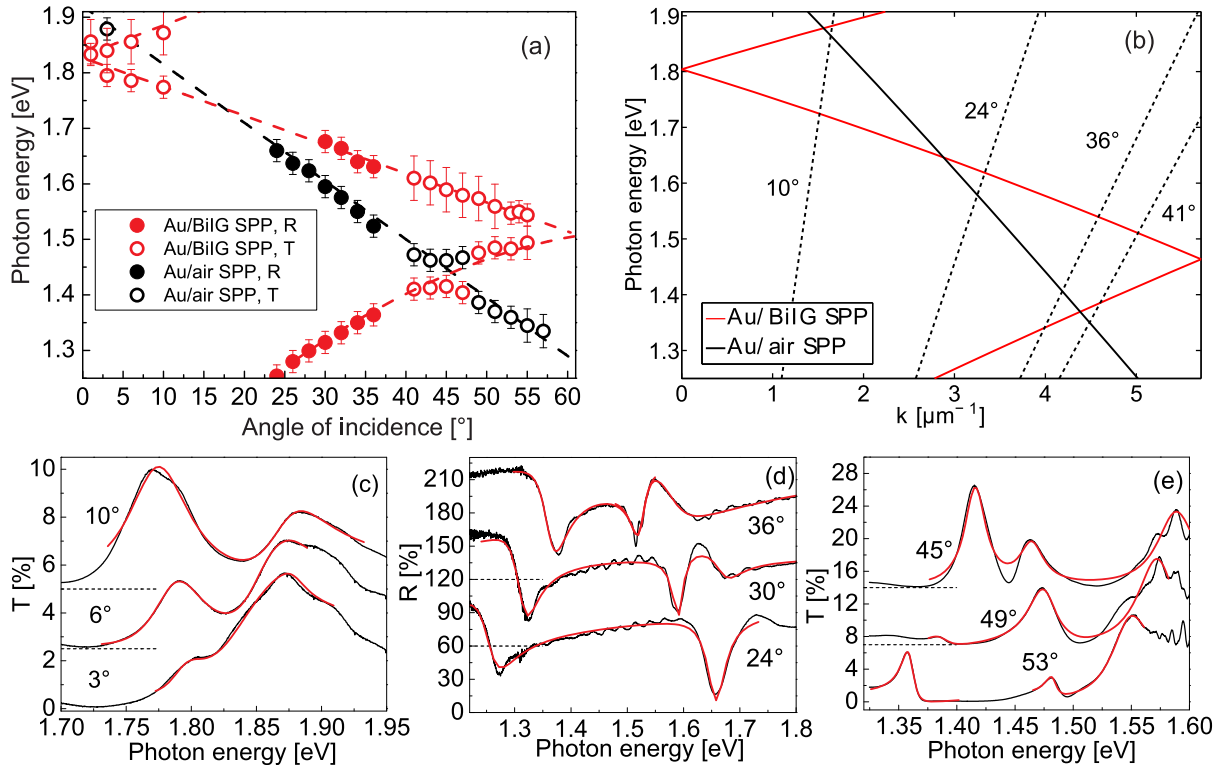 (a)
Photon energy [eV]
1.9
1.8
1.7
1.6
1.5
1.4
1.3
Au/BiIG SPP, R
Au/BiIG SPP, T
Au/air SPP, R
Au/air SPP, T
0 5 10 15 20 25 30 35 40 45 50 55 60
Angle of incidence [°]
(b)
Photon energy [eV]
1.9
1.8
1.7
1.6
1.5
1.4
1.3
10°
24°
36°
41°
Au/ BiIG SPP
Au/ air SPP
0 1 2 3 4 5
k [µm⁻¹]
(c)
T [%]
10
8
6
4
2
0
10°
6°
3°
1.70 1.75 1.80 1.85 1.90 1.95
Photon energy [eV]
(d)
R [%]
210
180
150
120
90
60
30
0
36°
30°
24°
1.3 1.4 1.5 1.6 1.7 1.8
Photon energy [eV]
(e)
T [%]
28
24
20
16
12
8
4
0
45°
49°
53°
1.35 1.40 1.45 1.50 1.55 1.60
Photon energy [eV]